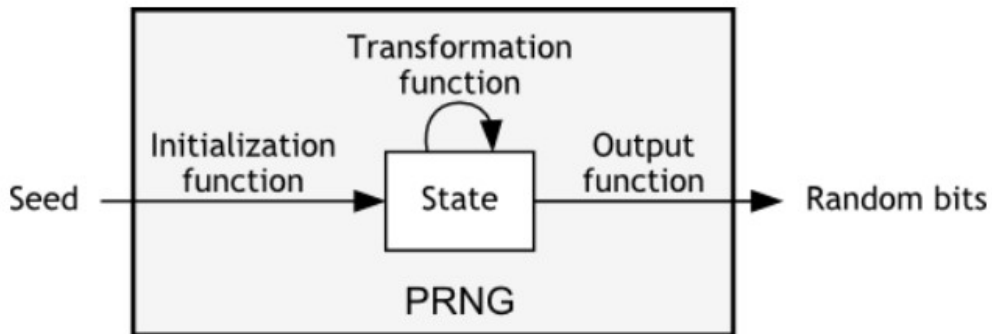 Transformation
function
Initialization
function
Output
function
Seed
State
Random bits
PRNG